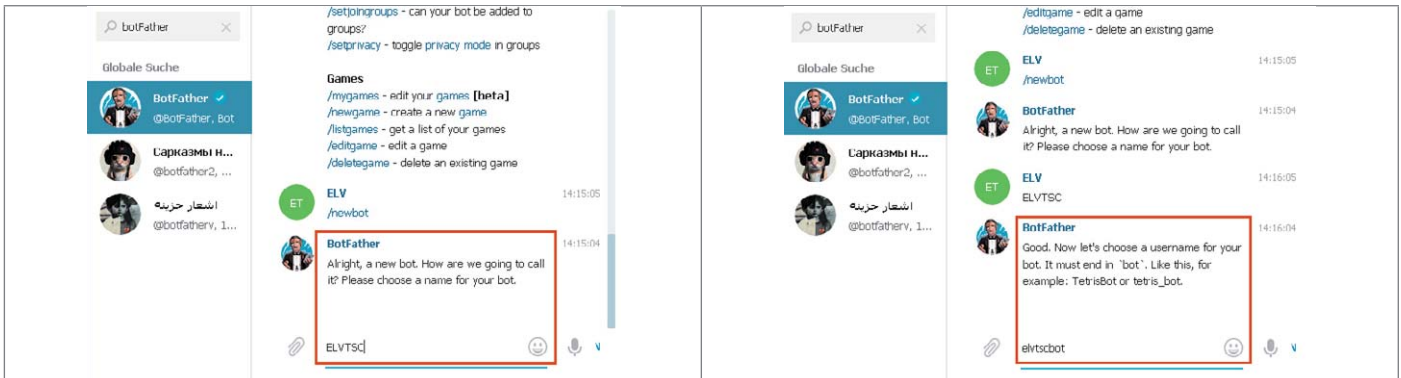 botFather
Globale Suche
BotFather
@BotFather, Bot
Сарказмы н...
@botfather2, ...
اشعار حزينه
@botfatherv, 1...
/setjoingroups - can your bot be added to
groups?
/setprivacy - toggle privacy mode in groups
Games
/mygames - edit your games [beta]
/newgame - create a new game
/listgames - get a list of your games
/editgame - edit a game
/deletegame - delete an existing game
ET
ELV
14:15:05
/newbot
BotFather
14:15:04
Alright, a new bot. How are we going to call
it? Please choose a name for your bot.
ELVTSC
botFather
Globale Suche
BotFather
@BotFather, Bot
Сарказмы н...
@botfather2, ...
اشعار حزينه
@botfatherv, 1...
/editgame - edit a game
/deletegame - delete an existing game
ET
ELV
14:15:05
/newbot
BotFather
14:15:04
Alright, a new bot. How are we going to call
it? Please choose a name for your bot.
ET
ELV
14:16:05
ELVTSC
BotFather
14:16:04
Good. Now let's choose a username for your
bot. It must end in `bot`. Like this, for
example: TetrisBot or tetris_bot.
elvtscbot